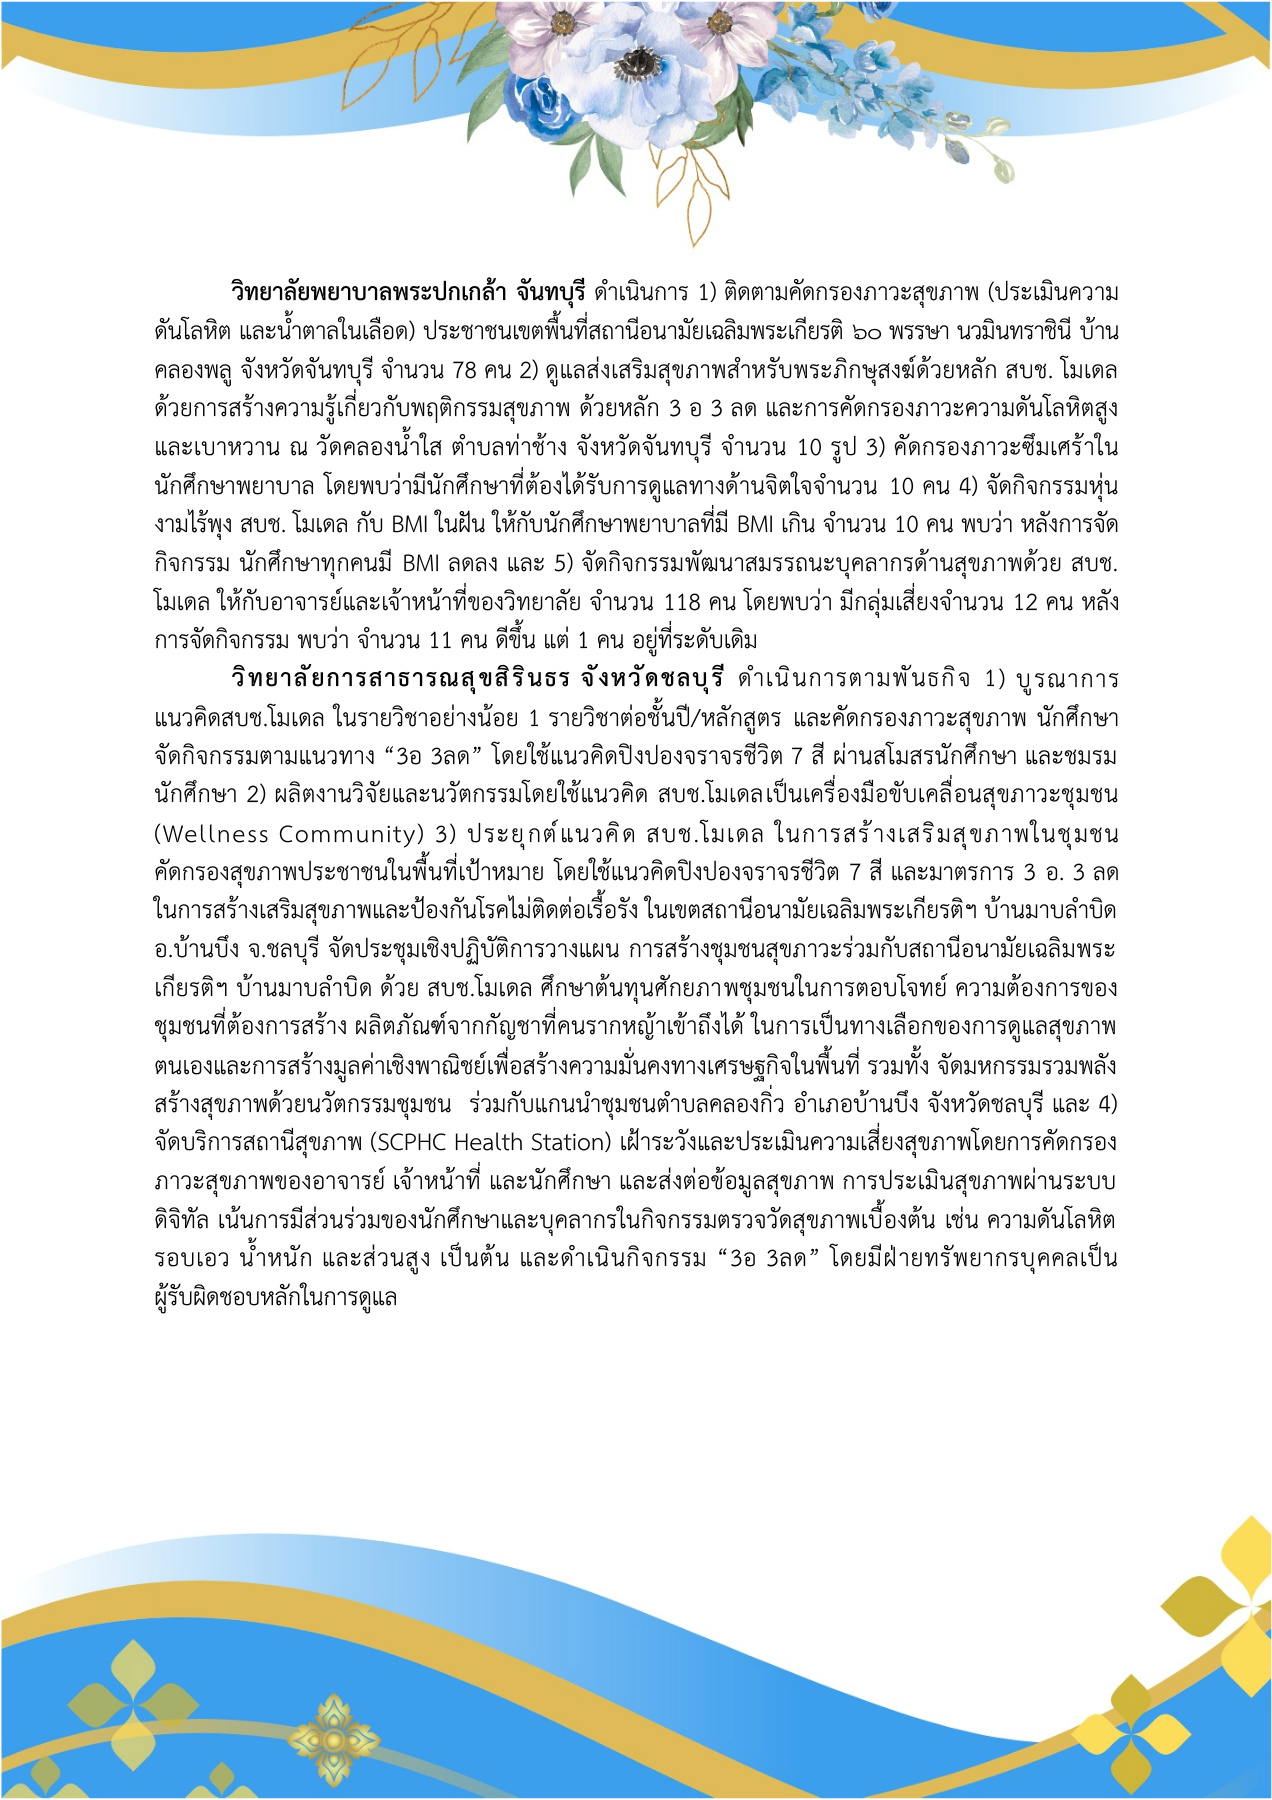 วิทยาลัยพยาบาลพระปกเกล้า จันทบุรี ดำเนินการ 1) ติดตามคัดกรองภาวะสุขภาพ (ประเมินความ
ดันโลหิต และน้ำตาลในเลือด) ประชาชนเขตพื้นที่สถานีอนามัยเฉลิมพระเกียรติ ๖๐ พรรษา นวมินทราชินี บ้าน
คลองพลู จังหวัดจันทบุรี จำนวน 78 คน 2) ดูแลส่งเสริมสุขภาพสำหรับพระภิกษุสงฆ์ด้วยหลัก สบช. โมเดล
ด้วยการสร้างความรู้เกี่ยวกับพฤติกรรมสุขภาพ ด้วยหลัก 3 อ 3 ลด และการคัดกรองภาวะความดันโลหิตสูง
และเบาหวาน ณ วัดคลองน้ำใส ตำบลท่าช้าง จังหวัดจันทบุรี จำนวน 10 รูป 3) คัดกรองภาวะซึมเศร้าใน
นักศึกษาพยาบาล โดยพบว่ามีนักศึกษาที่ต้องได้รับการดูแลทางด้านจิตใจจำนวน 10 คน 4) จัดกิจกรรมหุ่น
งามไร้พุง สบช. โมเดล กับ BMI ในฝัน ให้กับนักศึกษาพยาบาลที่มี BMI เกิน จำนวน 10 คน พบว่า หลังการจัด
กิจกรรม นักศึกษาทุกคนมี BMI ลดลง และ 5) จัดกิจกรรมพัฒนาสมรรถนะบุคลากรด้านสุขภาพด้วย สบช.
โมเดล ให้กับอาจารย์และเจ้าหน้าที่ของวิทยาลัย จำนวน 118 คน โดยพบว่า มีกลุ่มเสี่ยงจำนวน 12 คน หลัง
การจัดกิจกรรม พบว่า จำนวน 11 คน ดีขึ้น แต่ 1 คน อยู่ที่ระดับเดิม
วิทยาลัยการสาธารณสุขสิรินธร จังหวัดชลบุรี ดำเนินการตามพันธกิจ 1) บูรณาการ
แนวคิดสบช.โมเดล ในรายวิชาอย่างน้อย 1 รายวิชาต่อชั้นปี/หลักสูตร และคัดกรองภาวะสุขภาพ นักศึกษา
จัดกิจกรรมตามแนวทาง “3อ 3ลด” โดยใช้แนวคิดปิงปองจราจรชีวิต 7 สี ผ่านสโมสรนักศึกษา และชมรม
นักศึกษา 2) ผลิตงานวิจัยและนวัตกรรมโดยใช้แนวคิด สบช.โมเดลเป็นเครื่องมือขับเคลื่อนสุขภาวะชุมชน
(Wellness Community) 3) ประยุกต์แนวคิด สบช.โมเดล ในการสร้างเสริมสุขภาพในชุมชน
คัดกรองสุขภาพประชาชนในพื้นที่เป้าหมาย โดยใช้แนวคิดปิงปองจราจรชีวิต 7 สี และมาตรการ 3 อ. 3 ลด
ในการสร้างเสริมสุขภาพและป้องกันโรคไม่ติดต่อเรื้อรัง ในเขตสถานีอนามัยเฉลิมพระเกียรติฯ บ้านมาบลำบิด
อ.บ้านบึง จ.ชลบุรี จัดประชุมเชิงปฏิบัติการวางแผน การสร้างชุมชนสุขภาวะร่วมกับสถานีอนามัยเฉลิมพระ
เกียรติฯ บ้านมาบลำบิด ด้วย สบช.โมเดล ศึกษาต้นทุนศักยภาพชุมชนในการตอบโจทย์ ความต้องการของ
ชุมชนที่ต้องการสร้าง ผลิตภัณฑ์จากกัญชาที่คนรากหญ้าเข้าถึงได้ ในการเป็นทางเลือกของการดูแลสุขภาพ
ตนเองและการสร้างมูลค่าเชิงพาณิชย์เพื่อสร้างความมั่นคงทางเศรษฐกิจในพื้นที่ รวมทั้ง จัดมหกรรมรวมพลัง
สร้างสุขภาพด้วยนวัตกรรมชุมชน ร่วมกับแกนนำชุมชนตำบลคลองกิ่ว อำเภอบ้านบึง จังหวัดชลบุรี และ 4)
จัดบริการสถานีสุขภาพ (SCPHC Health Station) เฝ้าระวังและประเมินความเสี่ยงสุขภาพโดยการคัดกรอง
ภาวะสุขภาพของอาจารย์ เจ้าหน้าที่ และนักศึกษา และส่งต่อข้อมูลสุขภาพ การประเมินสุขภาพผ่านระบบ
ดิจิทัล เน้นการมีส่วนร่วมของนักศึกษาและบุคลากรในกิจกรรมตรวจวัดสุขภาพเบื้องต้น เช่น ความดันโลหิต
รอบเอว น้ำหนัก และส่วนสูง เป็นต้น และดำเนินกิจกรรม “3อ 3ลด” โดยมีฝ่ายทรัพยากรบุคคลเป็น
ผู้รับผิดชอบหลักในการดูแล